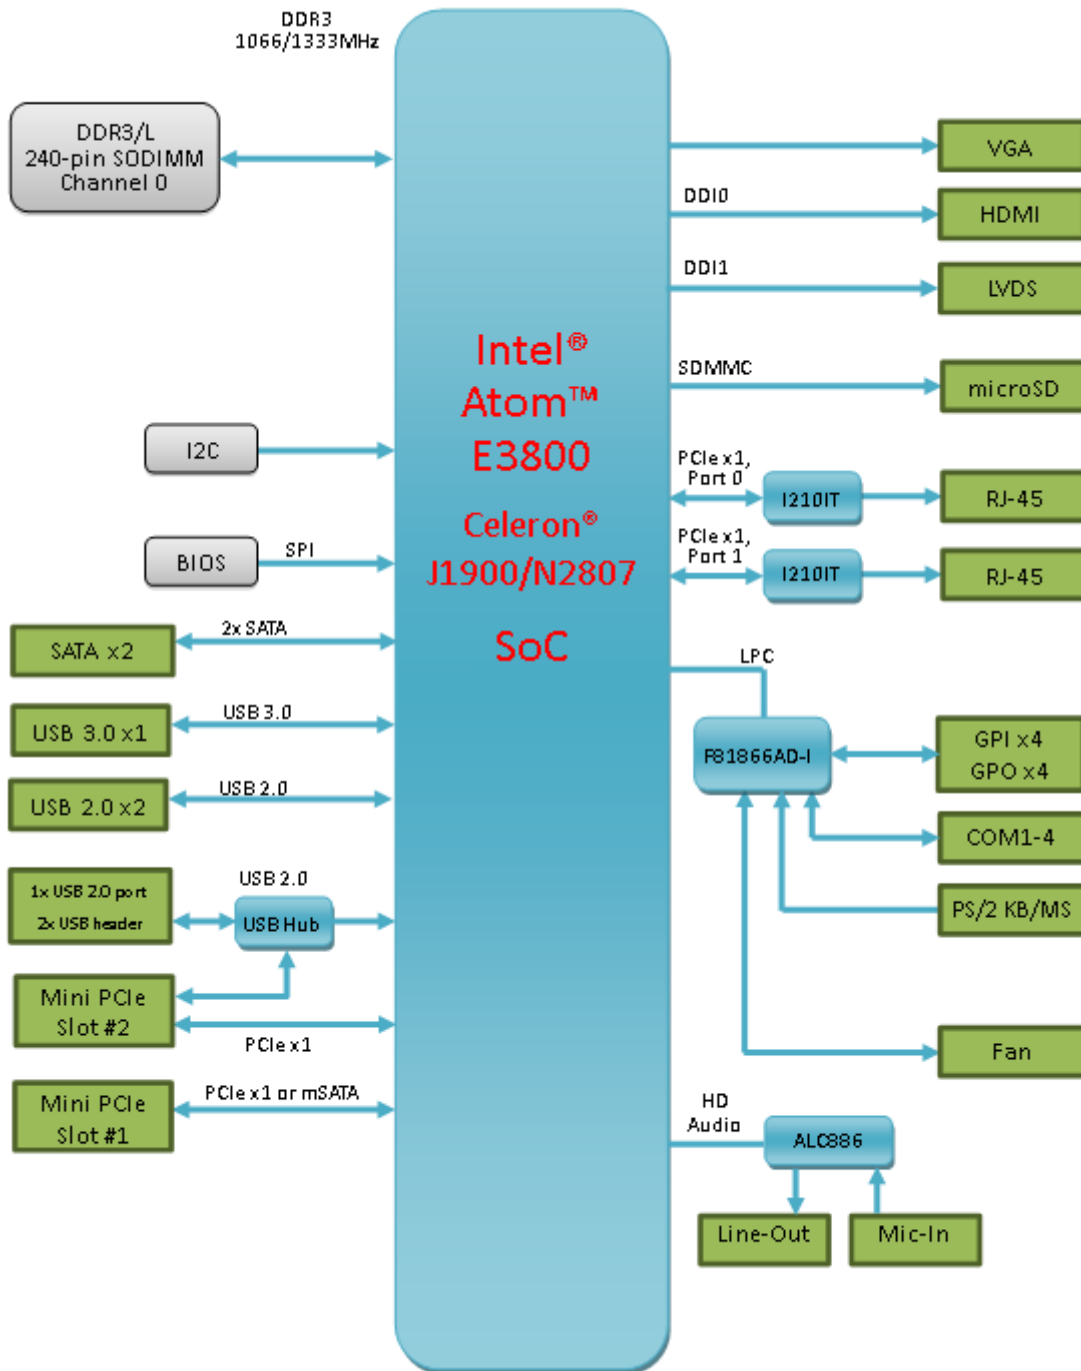 DDR3
1066/1333MHz
DDR3/L
240-pin SODIMM
Channel 0
I2C
BIOS
SPI
SATA x2
2x SATA
USB 3.0 x1
USB 3.0
USB 2.0 x2
USB 2.0
1x USB 2.0 port
2x USB header
USB 2.0
USB Hub
Mini PCIe
Slot #2
PCIe x1
Mini PCIe
Slot #1
PCIe x1 or mSATA
Intel®
Atom™
E3800
Celeron®
J1900/N2807
SoC
VGA
DDI0
HDMI
DDI1
LVDS
SDMMC
microSD
PCIe x1,
Port 0
I210IT
RJ-45
PCIe x1,
Port 1
I210IT
RJ-45
LPC
F81866AD-I
GPI x4
GPO x4
COM1-4
PS/2 KB/MS
Fan
HD
Audio
ALC886
Line-Out
Mic-In